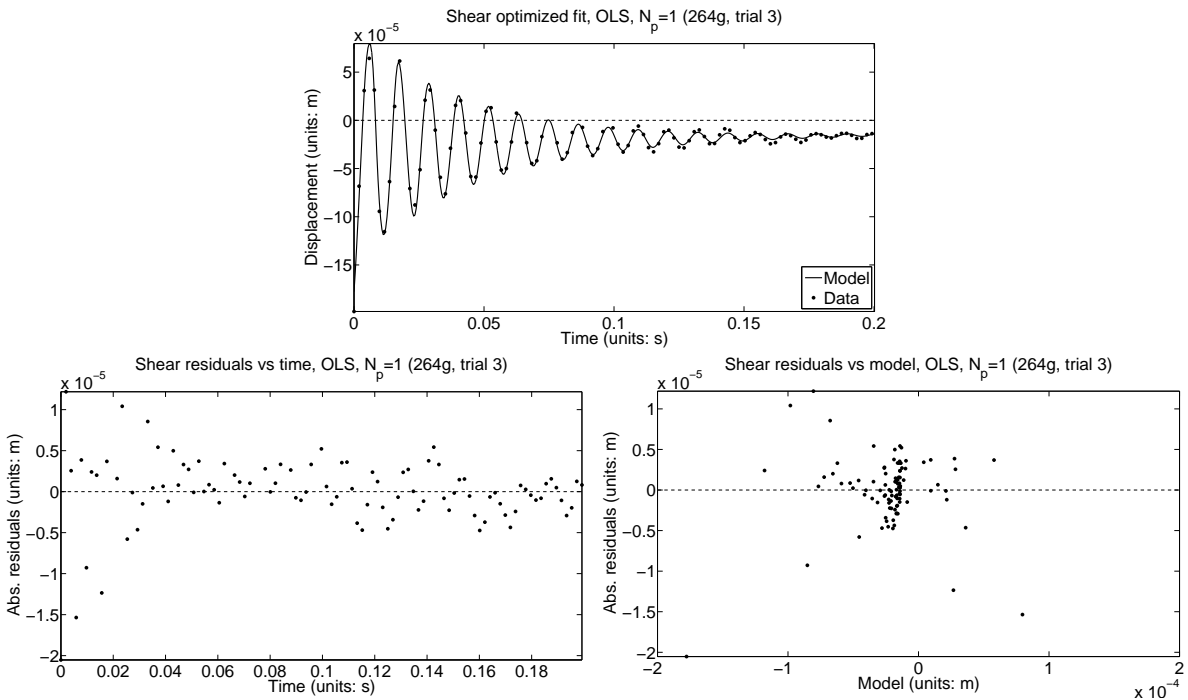 Shear optimized fit, OLS, N_p=1 (264g, trial 3)
x 10^−5
5
0
−5
−10
−15
Displacement (units: m)
Model
Data
0
0.05
0.1
0.15
0.2
Time (units: s)
Shear residuals vs time, OLS, N_p=1 (264g, trial 3)
x 10^−5
1
0.5
0
−0.5
−1
−1.5
−2
Abs. residuals (units: m)
0
0.02
0.04
0.06
0.08
0.1
0.12
0.14
0.16
0.18
Time (units: s)
Shear residuals vs model, OLS, N_p=1 (264g, trial 3)
x 10^−5
1
0.5
0
−0.5
−1
−1.5
−2
Abs. residuals (units: m)
−2
−1
0
1
2
Model (units: m)
x 10^−4